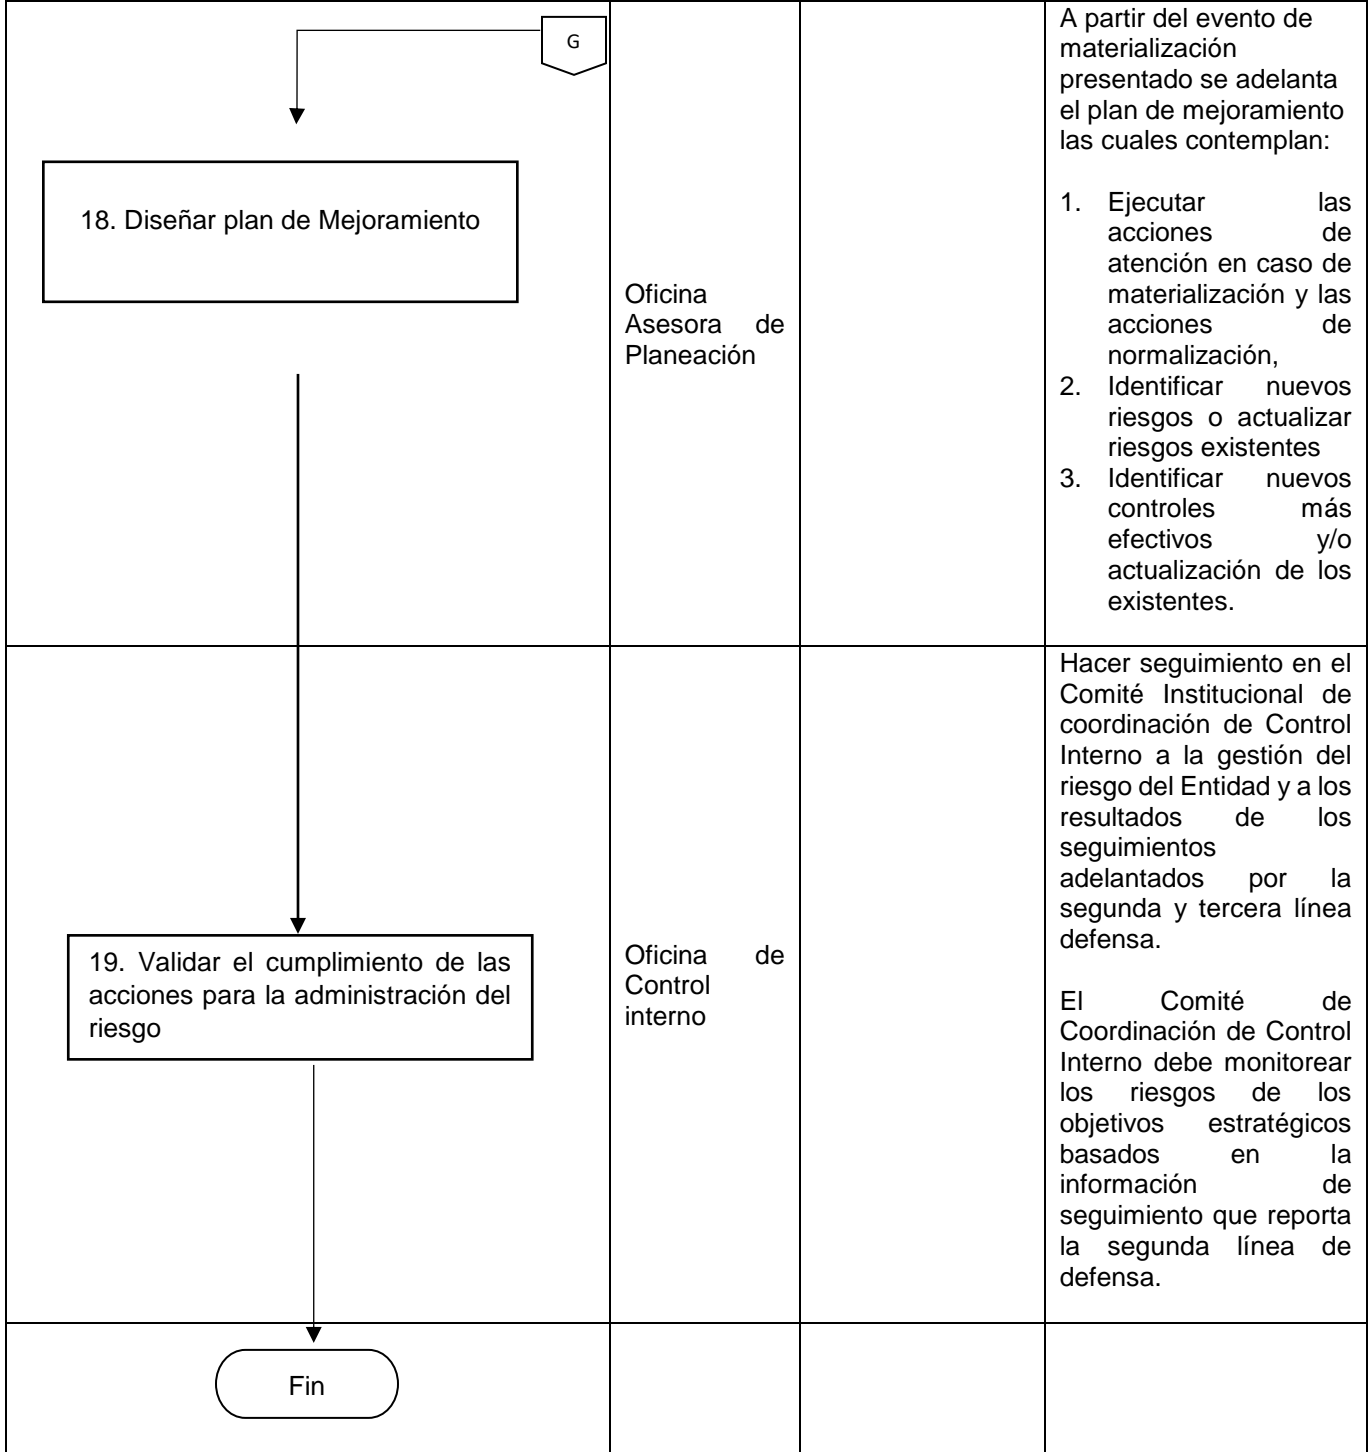 G
18. Diseñar plan de Mejoramiento
Oficina
Asesora de
Planeación
A partir del evento de
materialización
presentado se adelanta
el plan de mejoramiento
las cuales contemplan:
1. Ejecutar las
acciones de
atención en caso de
materialización y las
acciones de
normalización,
2. Identificar nuevos
riesgos o actualizar
riesgos existentes
3. Identificar nuevos
controles más
efectivos y/o
actualización de los
existentes.
19. Validar el cumplimiento de las
acciones para la administración del
riesgo
Oficina de
Control
interno
Hacer seguimiento en el
Comité Institucional de
coordinación de Control
Interno a la gestión del
riesgo del Entidad y a los
resultados de los
seguimientos
adelantados por la
segunda y tercera línea
defensa.
El Comité de
Coordinación de Control
Interno debe monitorear
los riesgos de los
objetivos estratégicos
basados en la
información de
seguimiento que reporta
la segunda línea de
defensa.
Fin